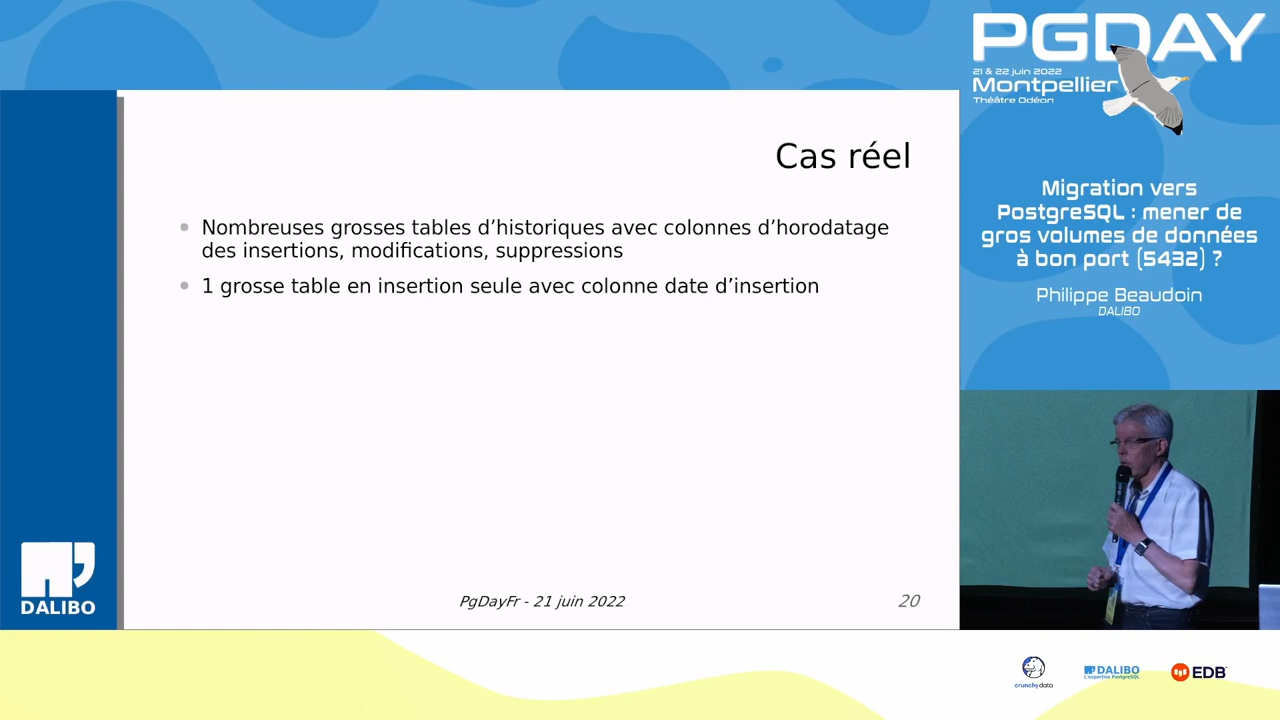 PGDAY
21 & 22 juin 2022
Montpellier
Théâtre Odéon
Cas réel
Nombreuses grosses tables d’historiques avec colonnes d’horodatage
des insertions, modifications, suppressions
1 grosse table en insertion seule avec colonne date d’insertion
Migration vers
PostgreSQL : mener de
gros volumes de données
à bon port (5432) ?
Philippe Beaudoin
DALIBO
DALIBO
PgDayFr - 21 juin 2022
20
crunchydata
DALIBO
L'expertise PostgreSQL
EDB